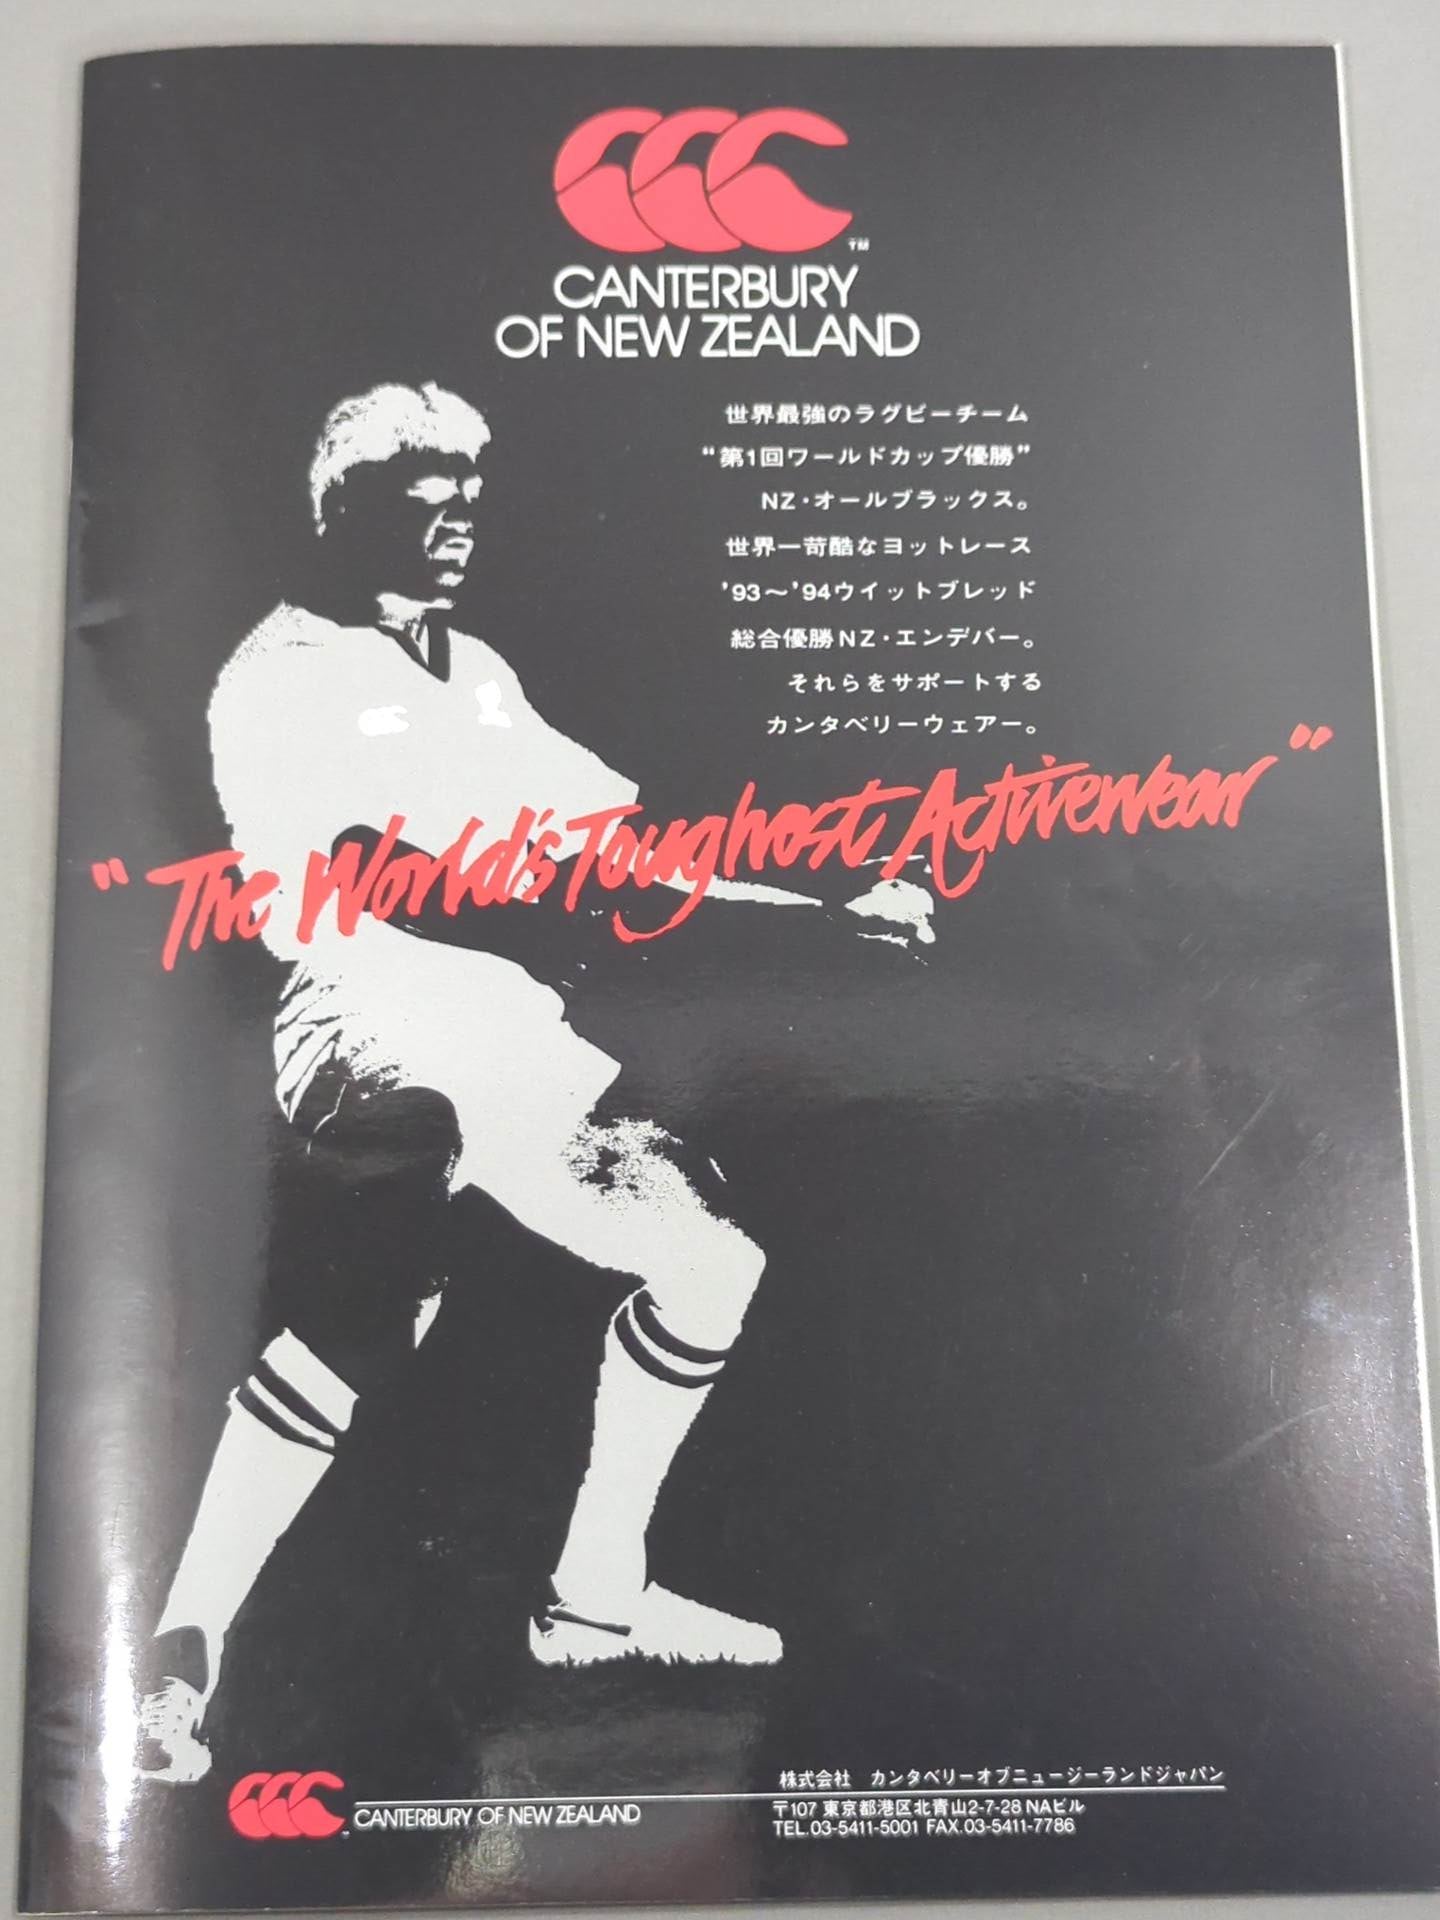 CCC™
CANTERBURY
OF NEW ZEALAND
世界最強のラグビーチーム
“第1回ワールドカップ優勝”
NZ・オールブラックス。
世界一苛酷なヨットレース
’93～’94ウイットブレッド
総合優勝NZ・エンデバー。
それらをサポートする
カンタベリーウェアー。
“The World's Toughest Activewear”
CCC™
CANTERBURY OF NEW ZEALAND
株式会社 カンタベリーオブニュージーランドジャパン
〒107 東京都港区北青山2-7-28 NAビル
TEL.03-5411-5001 FAX.03-5411-7786